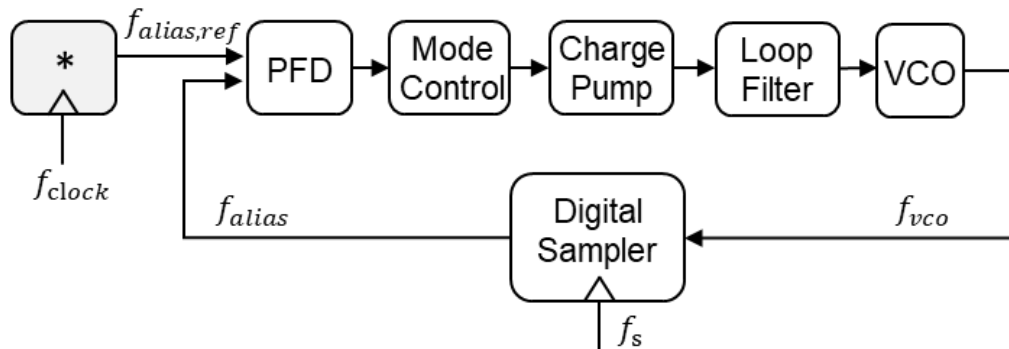 f_alias,ref
*
PFD
Mode
Control
Charge
Pump
Loop
Filter
VCO
f_clock
f_alias
Digital
Sampler
f_vco
f_s